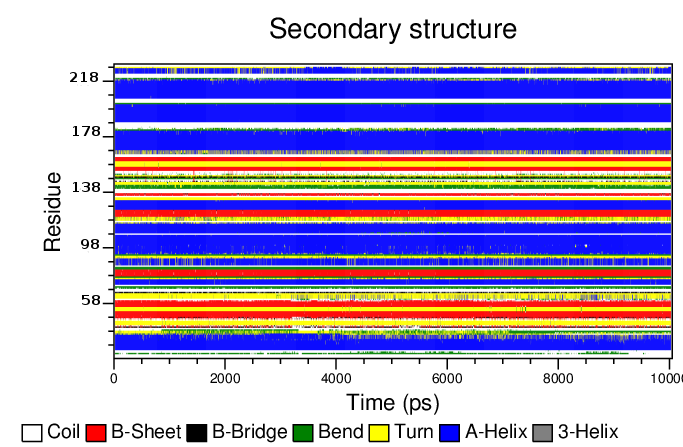 Secondary structure
218
178
138
98
58
Residue
0 2000 4000 6000 8000 10000
Time (ps)
Coil B-Sheet B-Bridge Bend Turn A-Helix 3-Helix